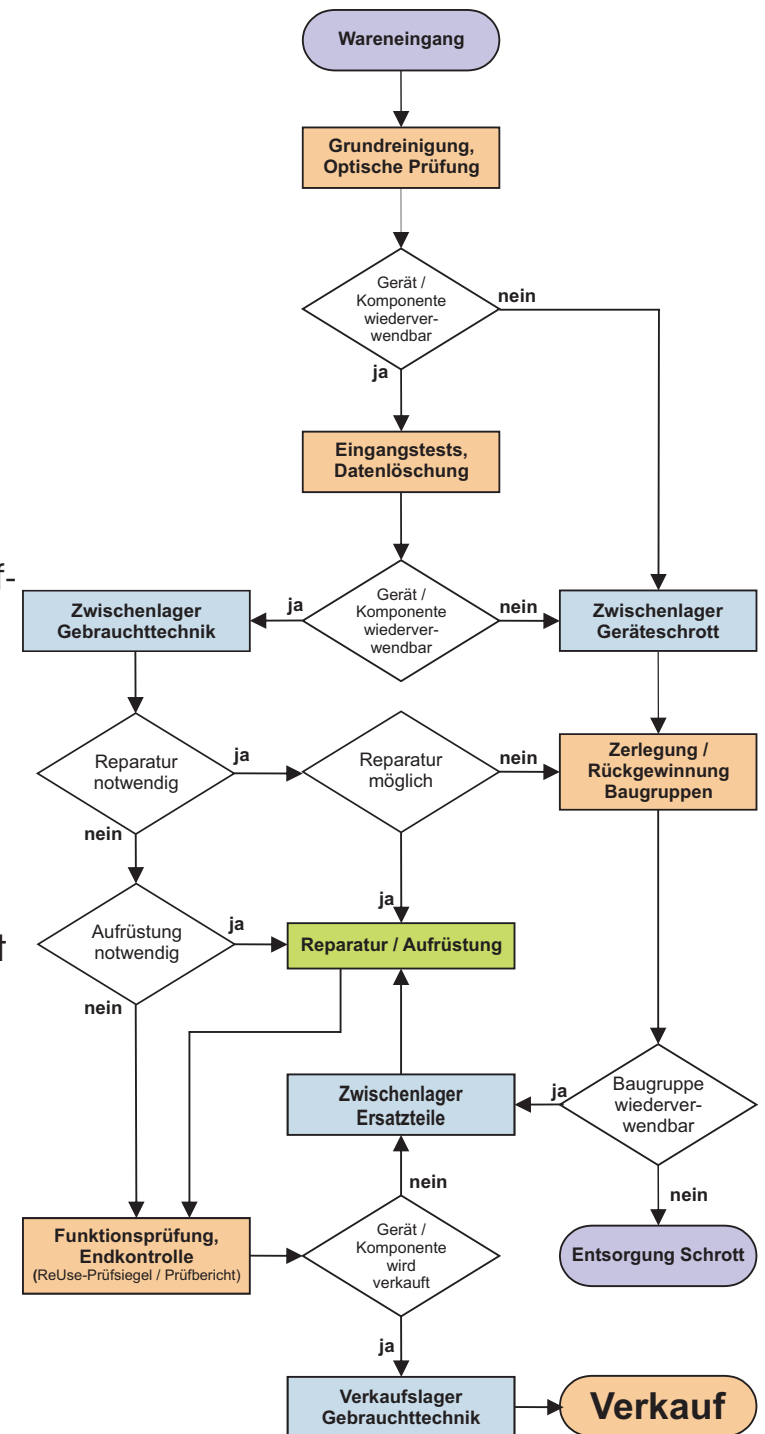 Wareneingang
Grundreinigung,
Optische Prüfung
Gerät /
Komponente
wiederver-
wendbar
nein
ja
Eingangstests,
Datenlöschung
f-
Zwischenlager
Gebrauchttechnik
ja
Gerät /
Komponente
wiederver-
wendbar
nein
Zwischenlager
Geräteschrott
Reparatur
notwendig
ja
Reparatur
möglich
nein
Zerlegung /
Rückgewinnung
Baugruppen
nein
ja
Aufrüstung
notwendig
ja
Reparatur / Aufrüstung
t
nein
Zwischenlager
Ersatzteile
ja
Baugruppe
wiederver-
wendbar
nein
nein
Funktionsprüfung,
Endkontrolle
(ReUse-Prüfsiegel / Prüfbericht)
Gerät /
Komponente
wird
verkauft
Entsorgung Schrott
ja
Verkaufslager
Gebrauchttechnik
Verkauf